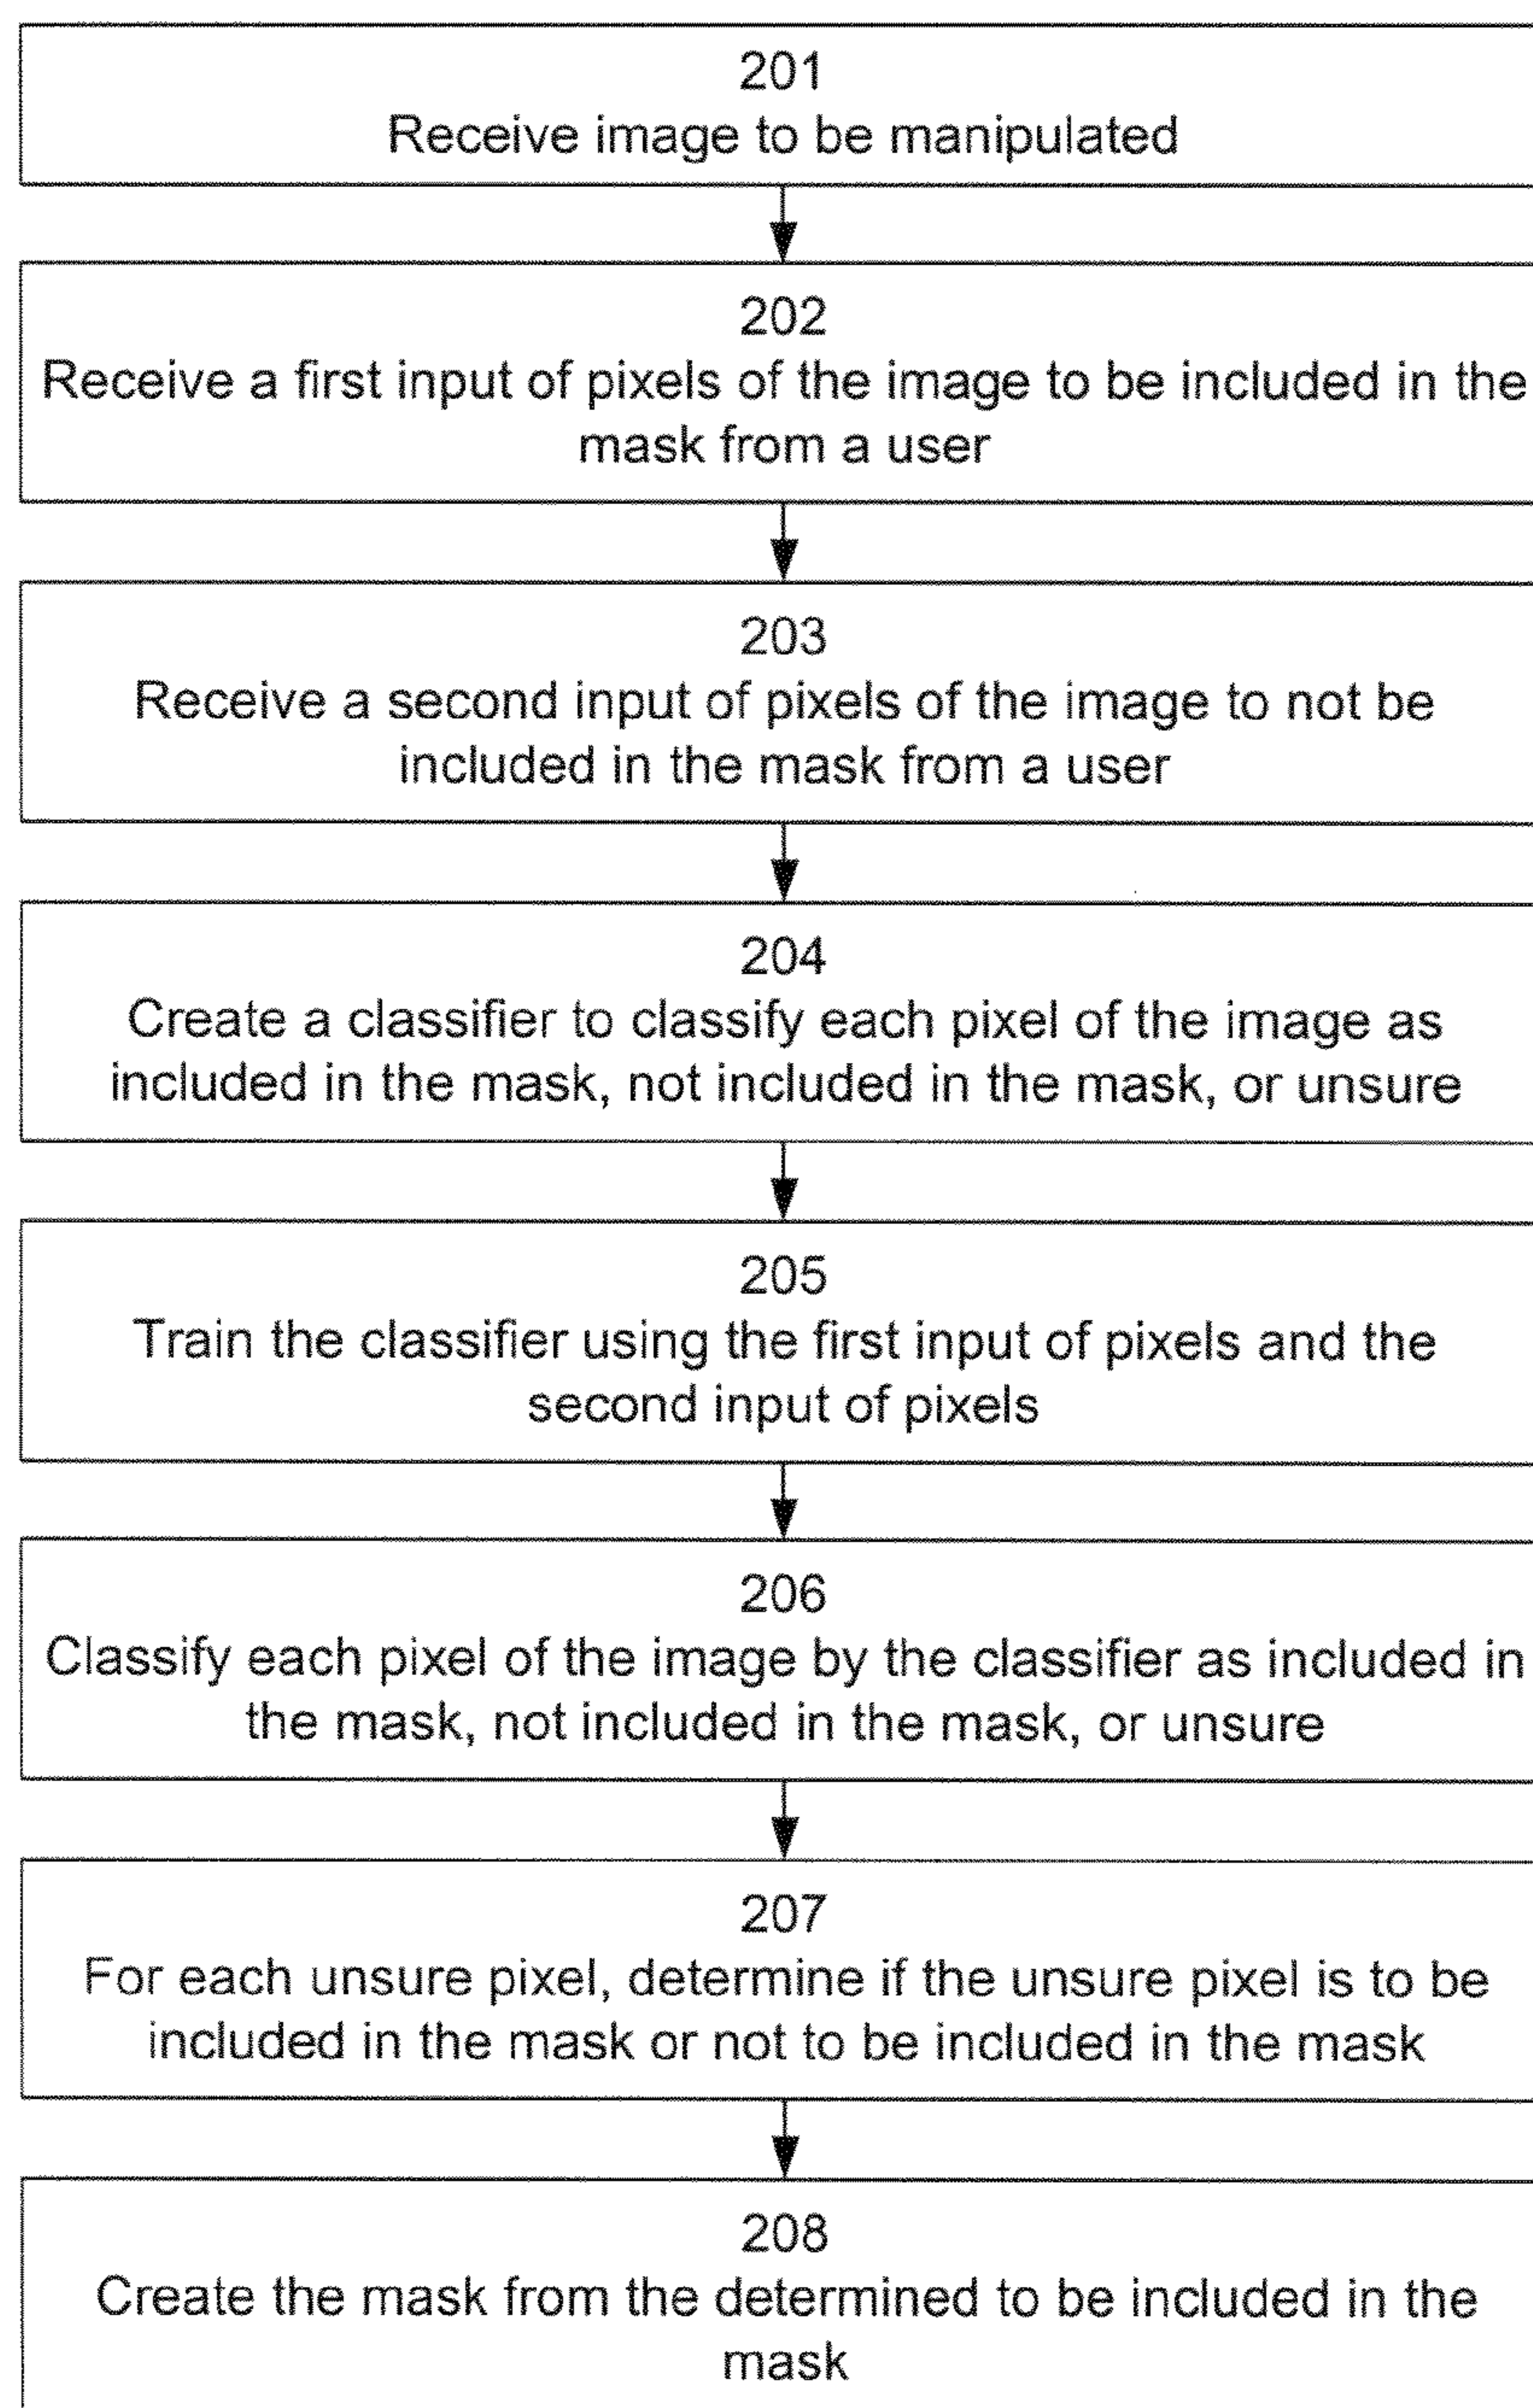 201
Receive image to be manipulated
202
Receive a first input of pixels of the image to be included in the
mask from a user
203
Receive a second input of pixels of the image to not be
included in the mask from a user
204
Create a classifier to classify each pixel of the image as
included in the mask, not included in the mask, or unsure
205
Train the classifier using the first input of pixels and the
second input of pixels
206
Classify each pixel of the image by the classifier as included in
the mask, not included in the mask, or unsure
207
For each unsure pixel, determine if the unsure pixel is to be
included in the mask or not to be included in the mask
208
Create the mask from the determined to be included in the
mask